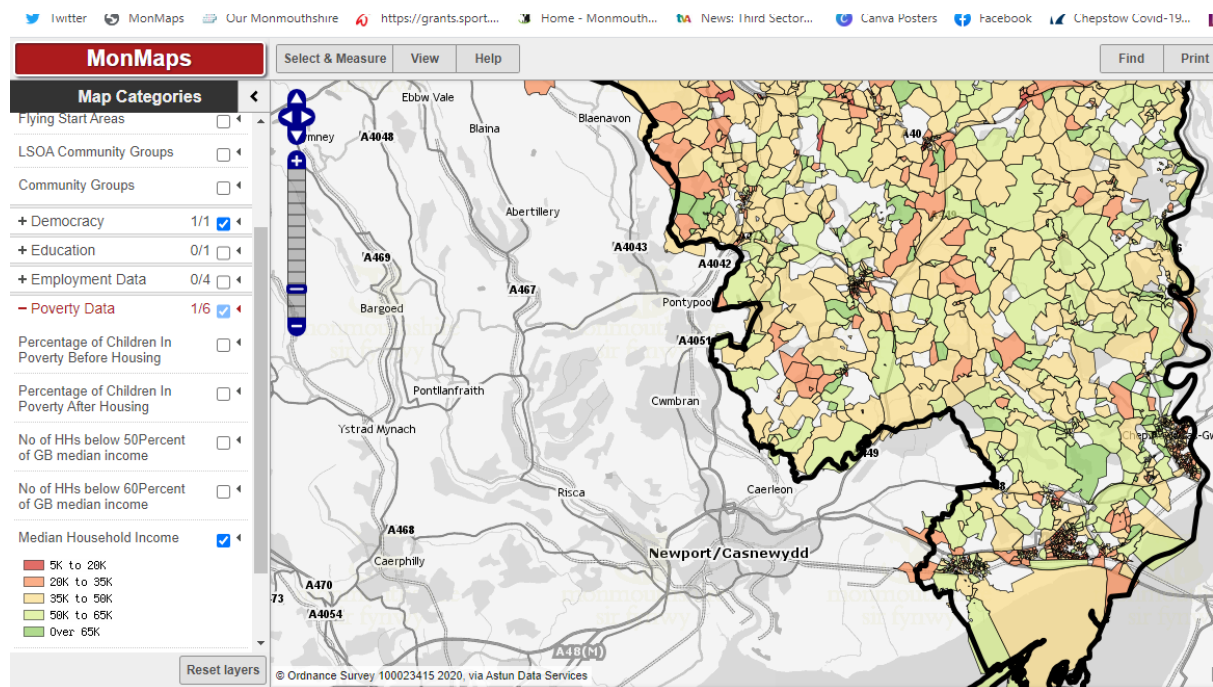 Twitter
MonMaps
Our Monmouthshire
https://grants.sport....
Home - Monmouth...
News: Third Sector...
Canva Posters
Facebook
Chepstow Covid-19...
MonMaps
Select & Measure
View
Help
Find
Print
Map Categories
Flying Start Areas
LSOA Community Groups
Community Groups
+ Democracy 1/1
+ Education 0/1
+ Employment Data 0/4
− Poverty Data 1/6
Percentage of Children In
Poverty Before Housing
Percentage of Children In
Poverty After Housing
No of HHs below 50Percent
of GB median income
No of HHs below 60Percent
of GB median income
Median Household Income
5K to 20K
20K to 35K
35K to 50K
50K to 65K
Over 65K
Reset layers
Ebbw Vale
Blaenavon
mney
A4048
Blaina
A40
Abertillery
A4043
A469
A4042
A467
Bargoed
Pontypool
A4051
Pontllanfraith
Cwmbran
Ystrad Mynach
Risca
Caerleon
A468
Caerphilly
Newport/Casnewydd
A470
73
A4054
A48(M)
© Ordnance Survey 100023415 2020, via Astun Data Services